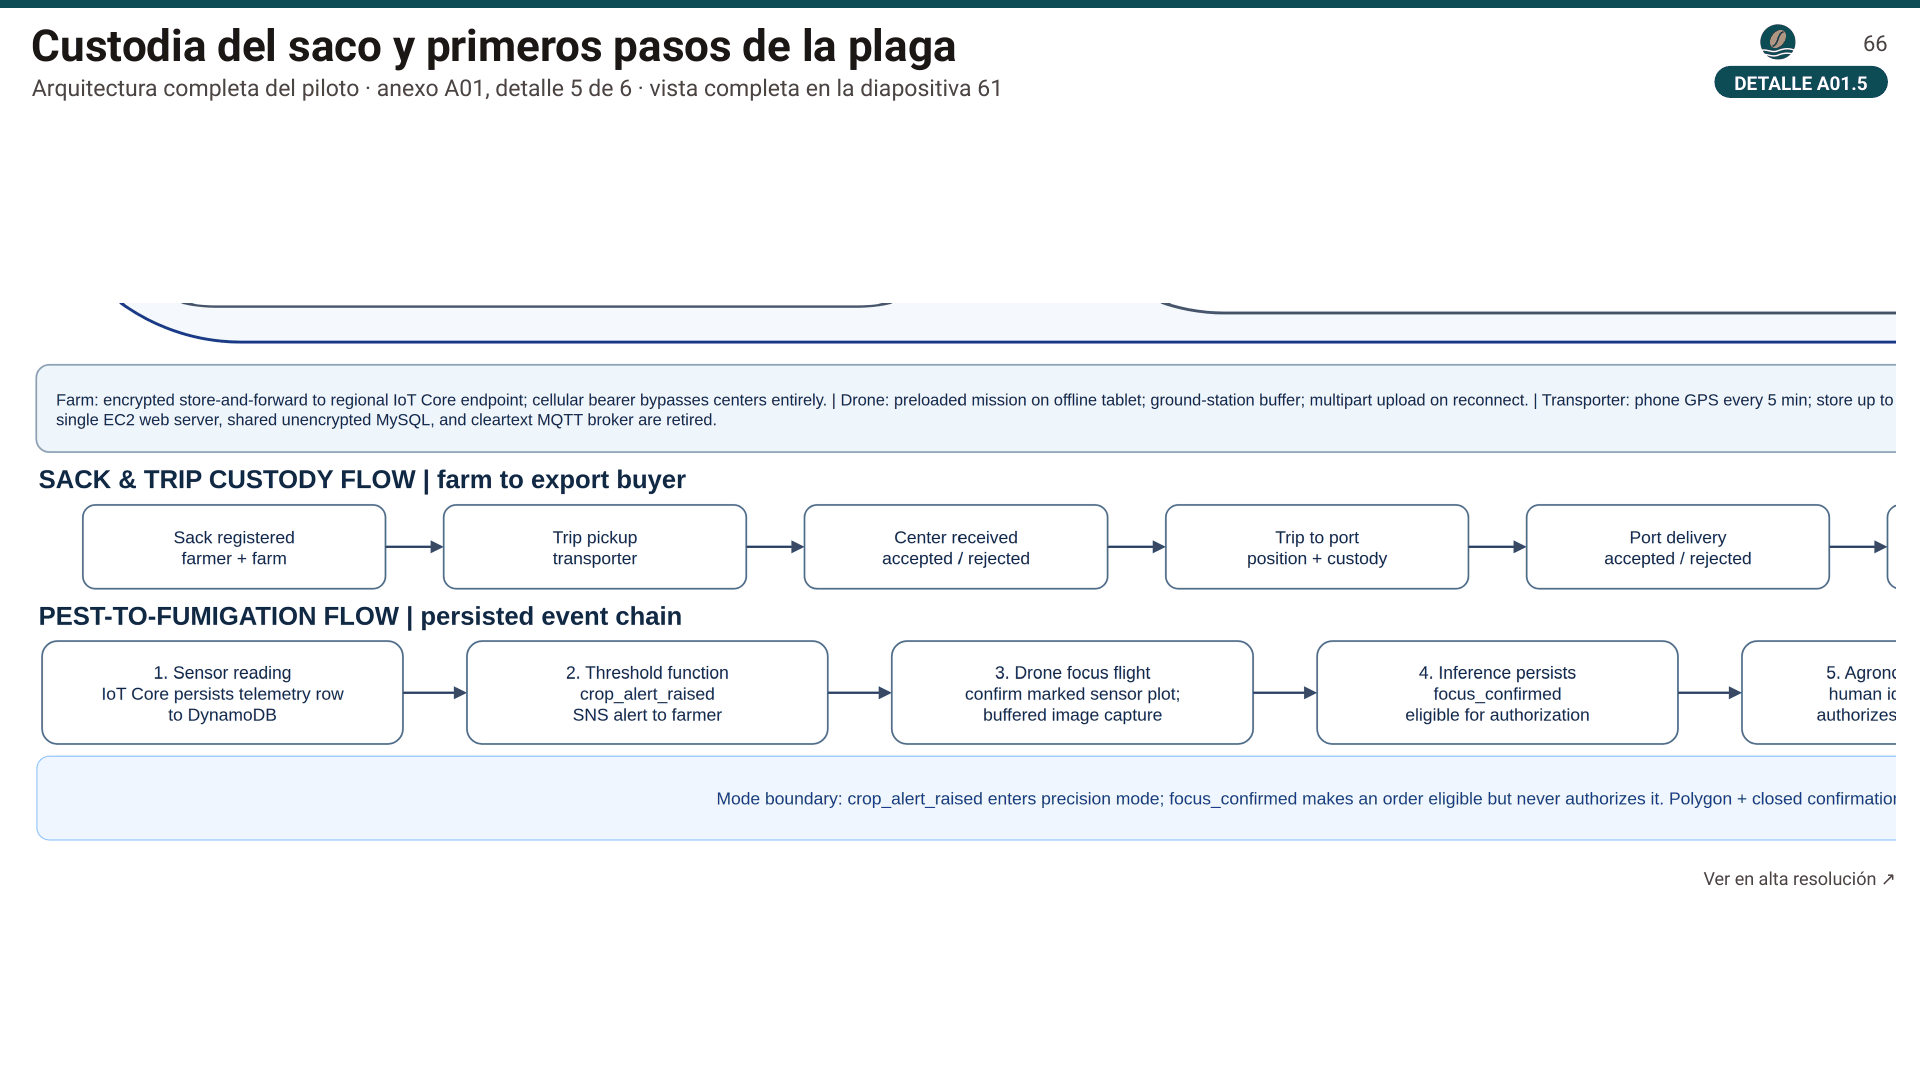 Custodia del saco y primeros pasos de la plaga
66
Arquitectura completa del piloto · anexo A01, detalle 5 de 6 · vista completa en la diapositiva 61
DETALLE A01.5
Farm: encrypted store-and-forward to regional IoT Core endpoint; cellular bearer bypasses centers entirely. | Drone: preloaded mission on offline tablet; ground-station buffer; multipart upload on reconnect. | Transporter: phone GPS every 5 min; store up to
single EC2 web server, shared unencrypted MySQL, and cleartext MQTT broker are retired.
SACK & TRIP CUSTODY FLOW | farm to export buyer
Sack registered
farmer + farm
Trip pickup
transporter
Center received
accepted / rejected
Trip to port
position + custody
Port delivery
accepted / rejected
PEST-TO-FUMIGATION FLOW | persisted event chain
1. Sensor reading
IoT Core persists telemetry row
to DynamoDB
2. Threshold function
crop_alert_raised
SNS alert to farmer
3. Drone focus flight
confirm marked sensor plot;
buffered image capture
4. Inference persists
focus_confirmed
eligible for authorization
5.
human
authorizes
Mode boundary: crop_alert_raised enters precision mode; focus_confirmed makes an order eligible but never authorizes it. Polygon + closed confirmation
Ver en alta resolución ↗